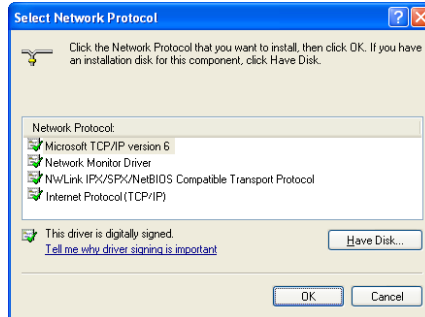 Select Network Protocol
Click the Network Protocol that you want to install, then click OK. If you have
an installation disk for this component, click Have Disk.
Network Protocol:
Microsoft TCP/IP version 6
Network Monitor Driver
NWLink IPX/SPX/NetBIOS Compatible Transport Protocol
Internet Protocol (TCP/IP)
This driver is digitally signed.
Tell me why driver signing is important
Have Disk...
OK
Cancel